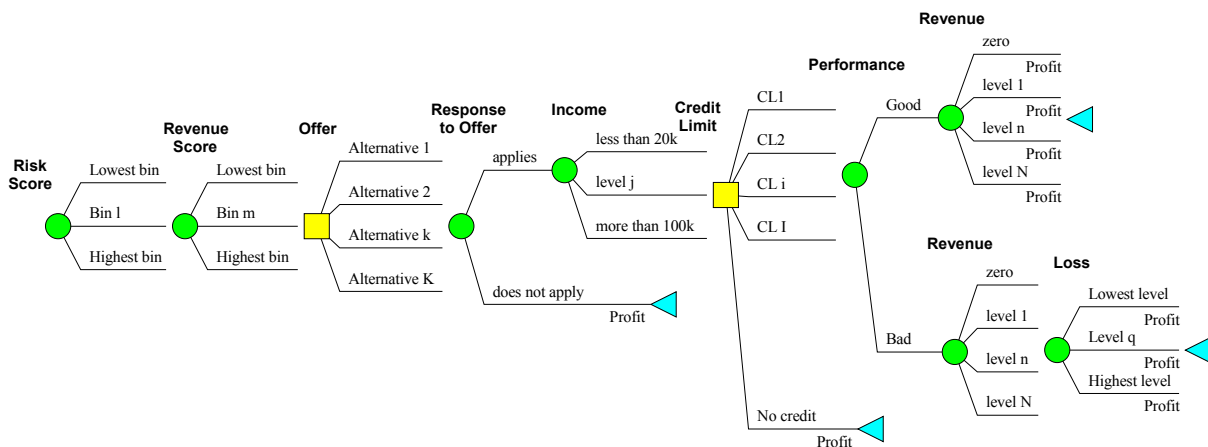 Risk
Score
Lowest bin
Bin l
Highest bin
Revenue
Score
Lowest bin
Bin m
Highest bin
Offer
Alternative 1
Alternative 2
Alternative k
Alternative K
Response
to Offer
applies
does not apply
Profit
Income
less than 20k
level j
more than 100k
Credit
Limit
CL1
CL2
CL i
CL I
No credit
Profit
Performance
Good
Bad
Revenue
zero
Profit
level 1
Profit
level n
Profit
level N
Profit
Revenue
zero
level 1
level n
level N
Loss
Lowest level
Profit
Level q
Profit
Highest level
Profit